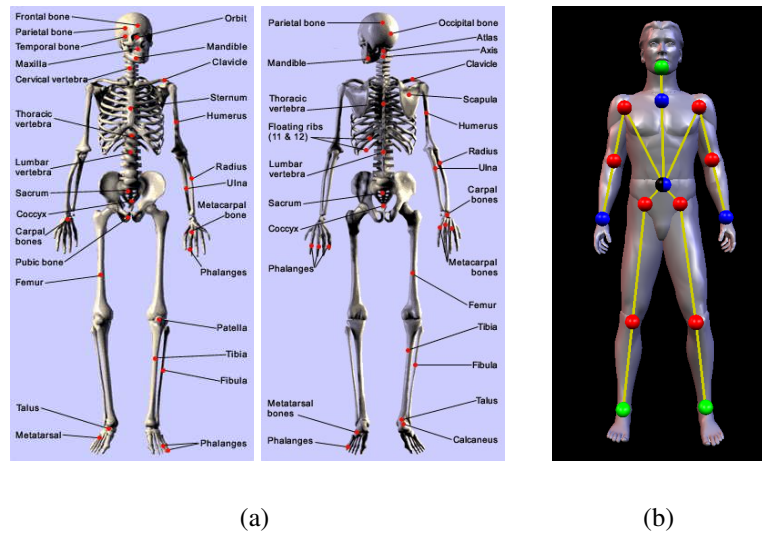 Frontal bone
Parietal bone
Temporal bone
Maxilla
Cervical vertebra
Thoracic
vertebra
Lumbar
vertebra
Sacrum
Coccyx
Carpal
bones
Pubic bone
Femur
Talus
Metatarsal
Orbit
Mandible
Clavicle
Sternum
Humerus
Radius
Ulna
Metacarpal
bone
Phalanges
Patella
Tibia
Fibula
Phalanges
Parietal bone
Mandible
Thoracic
vertebra
Floating ribs
(11 & 12)
Lumbar
vertebra
Sacrum
Coccyx
Phalanges
Metatarsal
bones
Phalanges
Occipital bone
Atlas
Axis
Clavicle
Scapula
Humerus
Radius
Ulna
Carpal
bones
Metacarpal
bones
Femur
Tibia
Fibula
Talus
Calcaneus
(a)
(b)